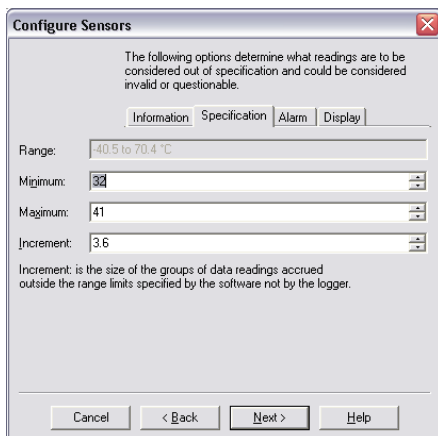 Configure Sensors
The following options determine what readings are to be
considered out of specification and could be considered
invalid or questionable.
Information Specification Alarm Display
Range: -40.5 to 70.4 °C
Minimum: 32
Maximum: 41
Increment: 3.6
Increment: is the size of the groups of data readings accrued
outside the range limits specified by the software not by the logger.
Cancel < Back Next > Help